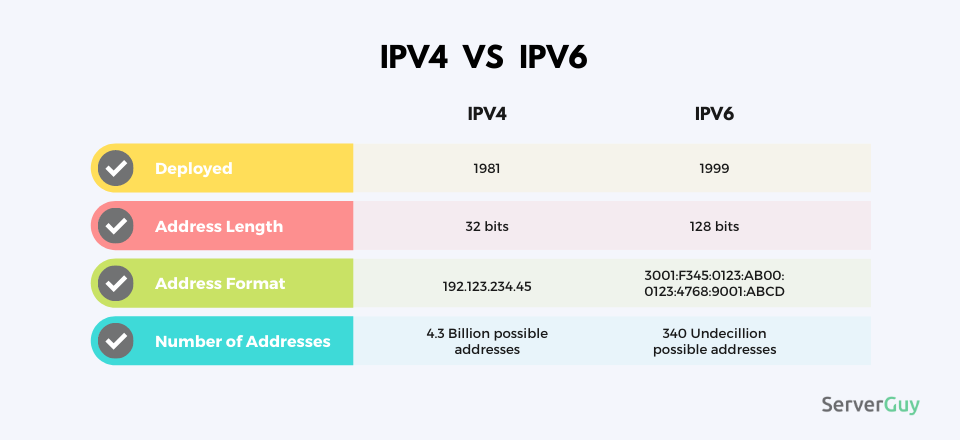 IPV4 VS IPV6
IPV4 IPV6
Deployed 1981 1999
Address Length 32 bits 128 bits
Address Format 192.123.234.45 3001:F345:0123:AB00:
0123:4768:9001:ABCD
Number of Addresses 4.3 Billion possible
addresses 340 Undecillion
possible addresses
ServerGuy